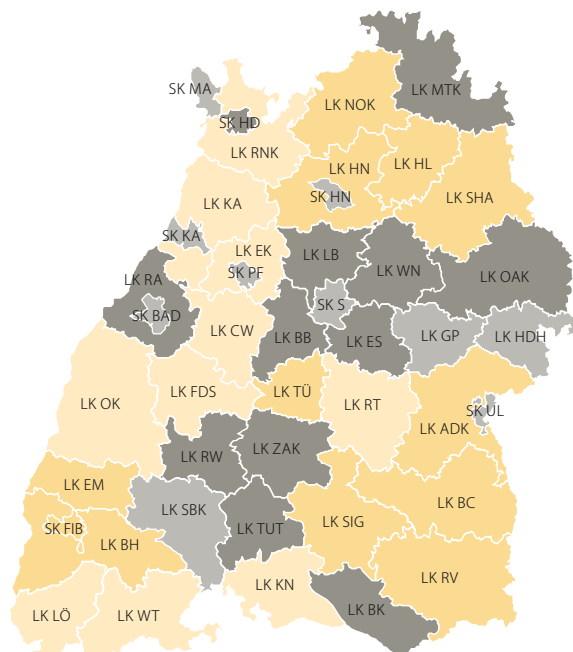 SK MA
LK MTK
LK NOK
SK HD
LK RNK
LK HN
LK HL
SK HN
LK SHA
LK KA
SK KA
LK EK
LK LB
LK WN
SK PF
LK RA
LK OAK
SK BAD
SK S
LK CW
LK BB
LK ES
LK GP
LK HDH
LK FDS
LK TÜ
LK RT
LK OK
SK UL
LK ADK
LK RW
LK ZAK
LK EM
LK SBK
LK BC
SK FIB
LK BH
LK TUT
LK SIG
LK KN
LK RV
LK LÖ
LK WT
LK BK